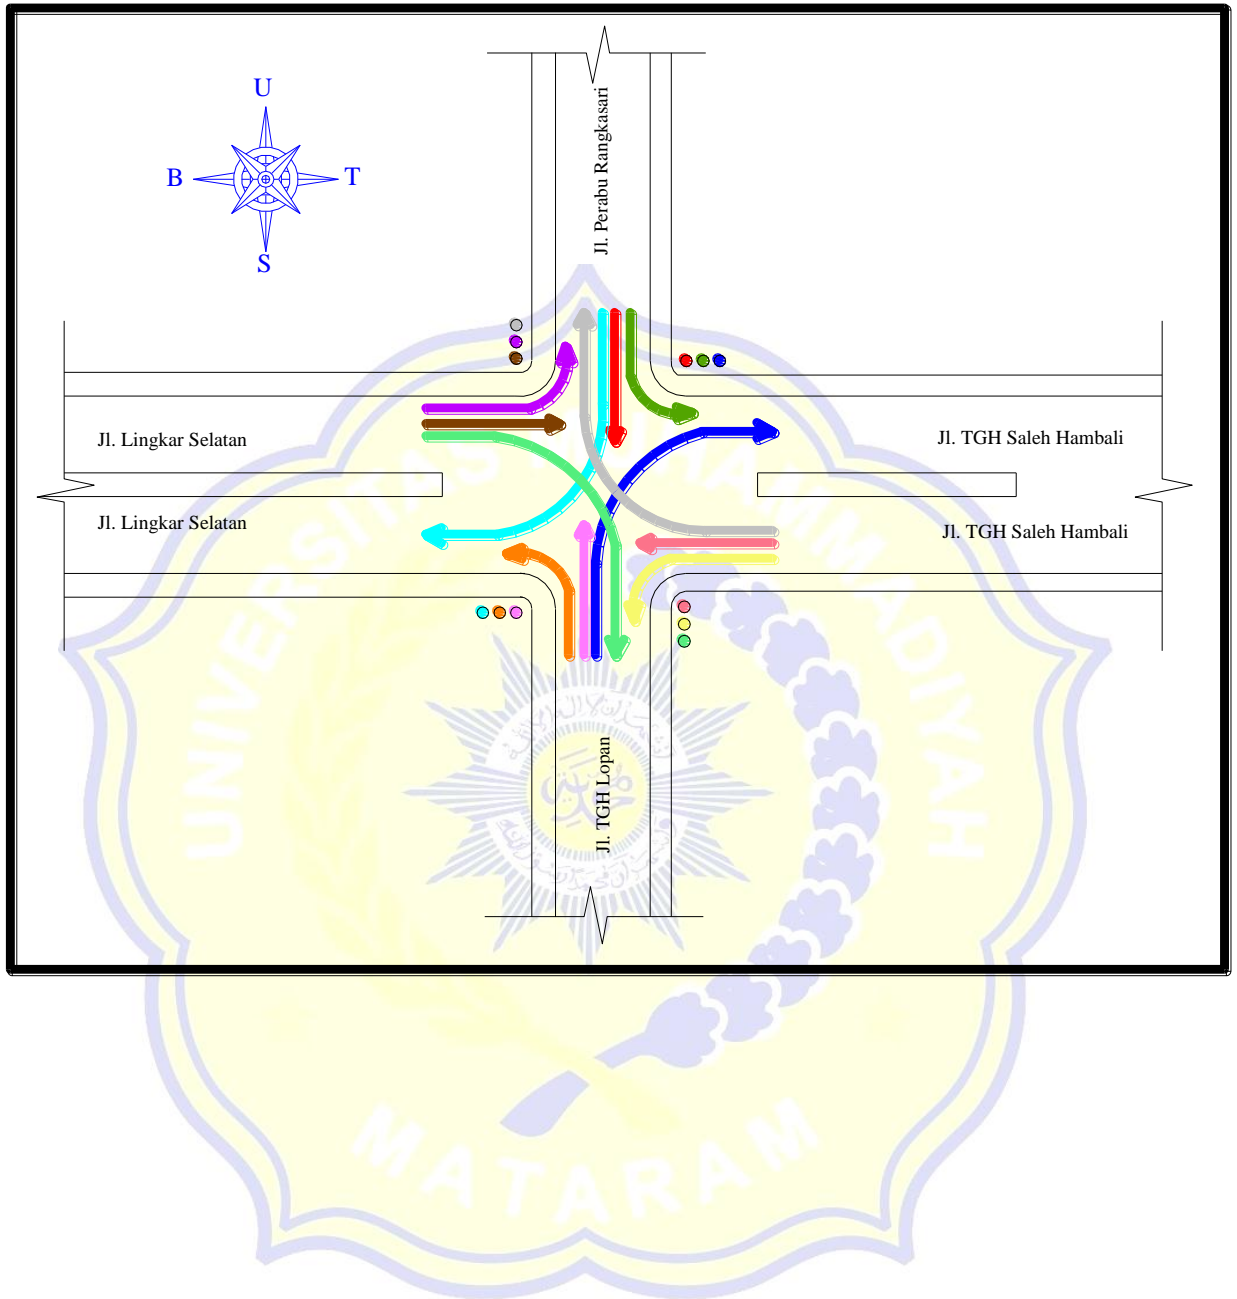 U
B
T
S
Jl. Perabu Rangkasari
Jl. Lingkar Selatan
Jl. TGH Saleh Hambali
Jl. Lingkar Selatan
Jl. TGH Saleh Hambali
Jl. TGH Lopan
UNIVERSITAS MUHAMMADIYAH
MATARAM